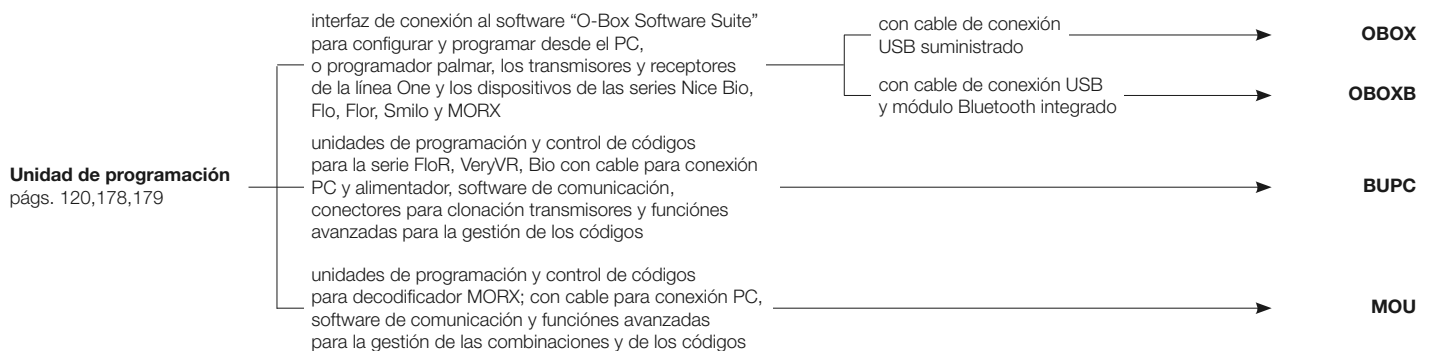 interfaz de conexión al software “O-Box Software Suite”
para configurar y programar desde el PC,
o programador palmar, los transmisores y receptores
de la línea One y los dispositivos de las series Nice Bio,
Flo, Flor, Smilo y MORX
con cable de conexión
USB suministrado
OBOX
con cable de conexión USB
y módulo Bluetooth integrado
OBOXB
Unidad de programación
págs. 120,178,179
unidades de programación y control de códigos
para la serie FloR, VeryVR, Bio con cable para conexión
PC y alimentador, software de comunicación,
conectores para clonación transmisores y funciónes
avanzadas para la gestión de los códigos
BUPC
unidades de programación y control de códigos
para decodificador MORX; con cable para conexión PC,
software de comunicación y funciónes avanzadas
para la gestión de las combinaciones y de los códigos
MOU